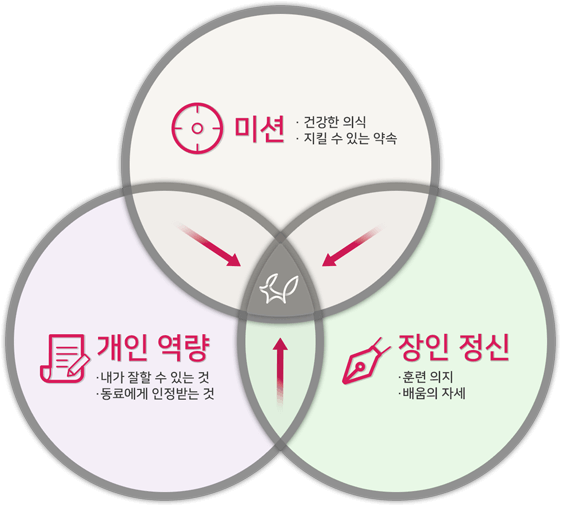 미션
· 건강한 의식
· 지킬 수 있는 약속
개인 역량
·내가 잘할 수 있는 것
·동료에게 인정받는 것
장인 정신
·훈련 의지
·배움의 자세